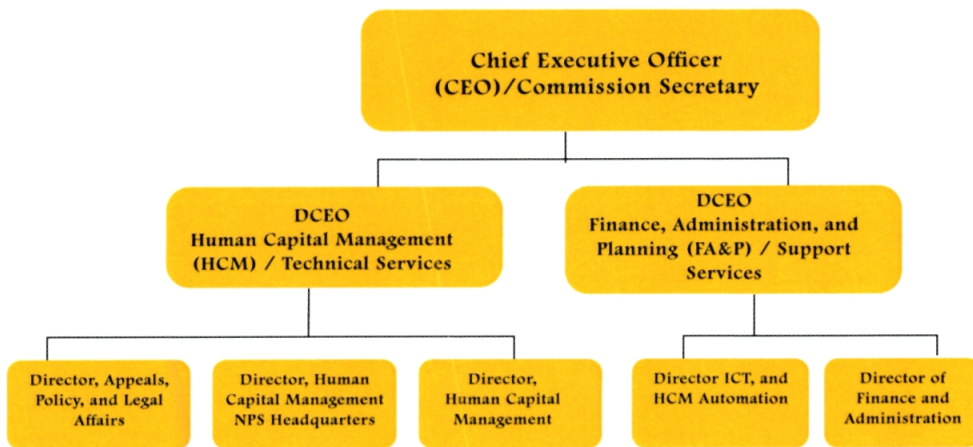 Chief Executive Officer
(CEO)/Commission Secretary
DCEO
Human Capital Management
(HCM) / Technical Services
DCEO
Finance, Administration, and
Planning (FA&P) / Support
Services
Director, Appeals,
Policy, and Legal
Affairs
Director, Human
Capital Management
NPS Headquarters
Director,
Human Capital
Management
Director ICT, and
HCM Automation
Director of
Finance and
Administration